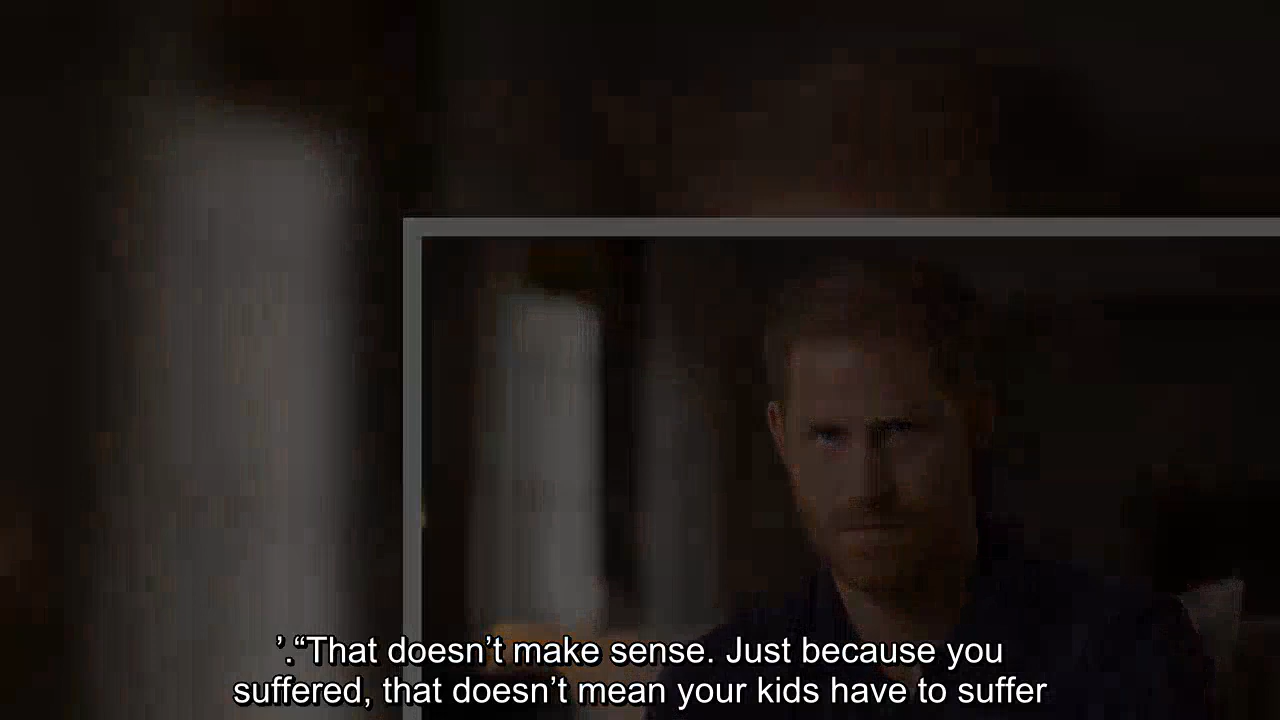 ’.“That doesn’t make sense. Just because you
suffered, that doesn’t mean your kids have to suffer